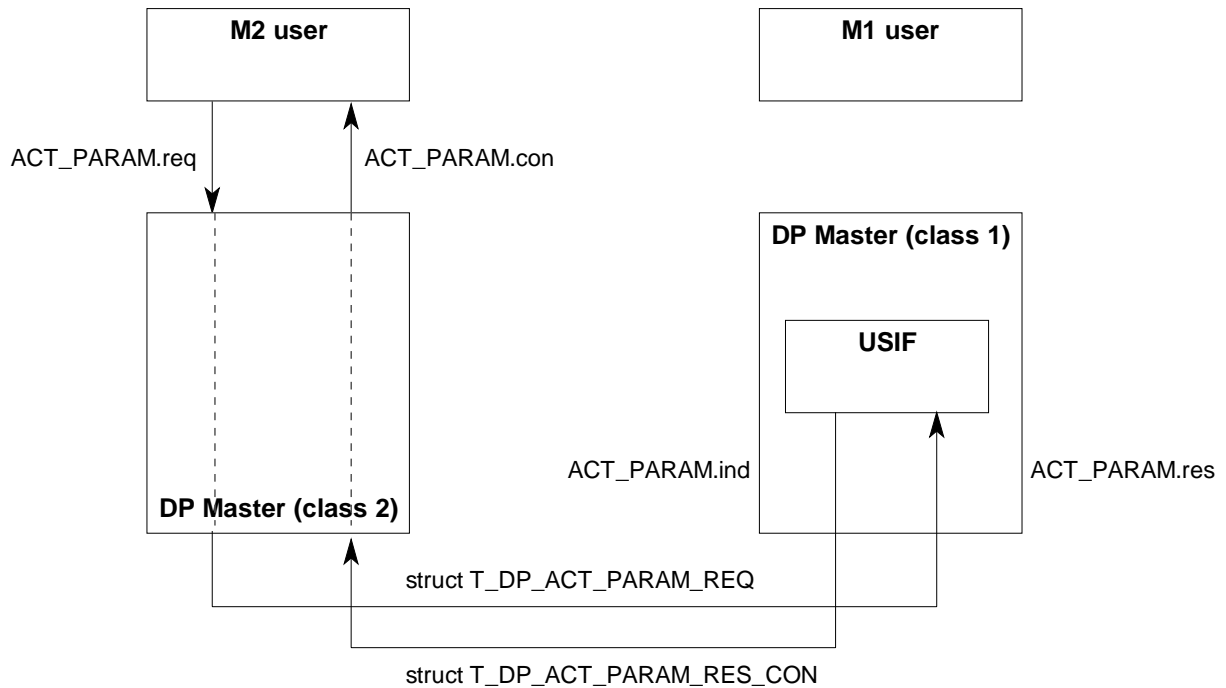 M2 user
M1 user
ACT_PARAM.req
ACT_PARAM.con
DP Master (class 1)
USIF
ACT_PARAM.ind
ACT_PARAM.res
DP Master (class 2)
struct T_DP_ACT_PARAM_REQ
struct T_DP_ACT_PARAM_RES_CON